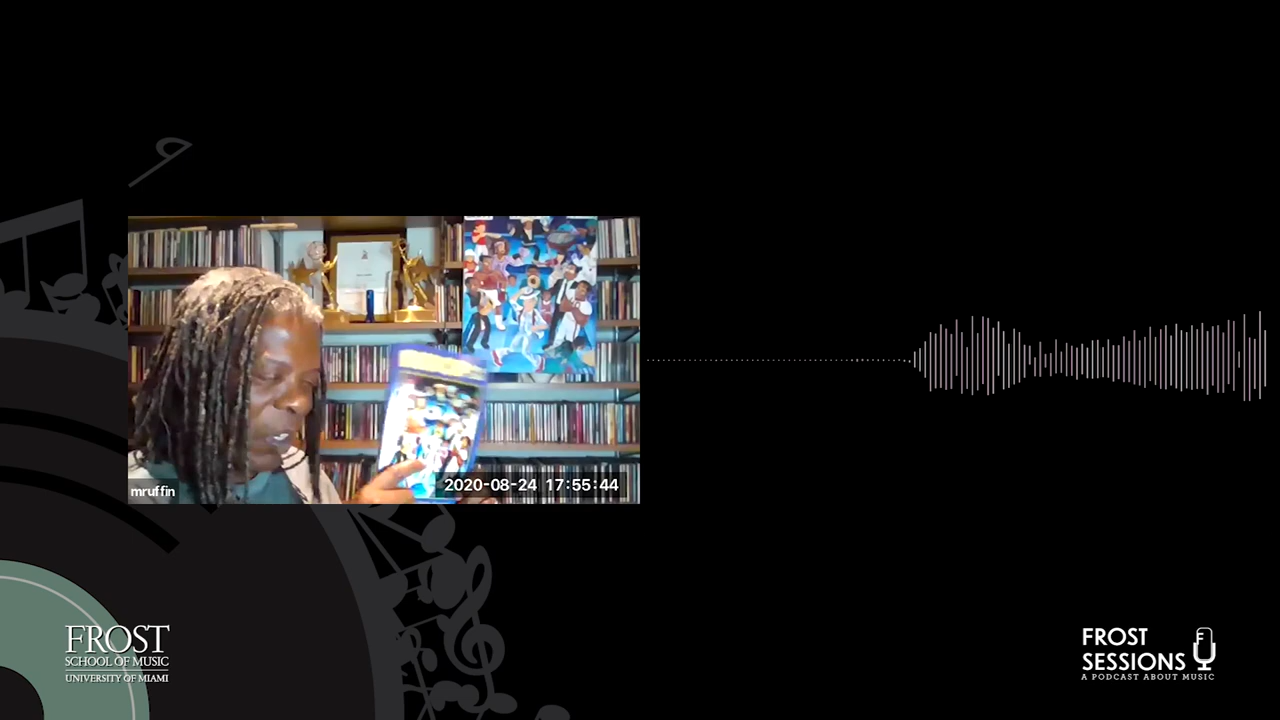 mruffin
2020-08-24 17:55:44
FROST
SCHOOL OF MUSIC
UNIVERSITY OF MIAMI
FROST
SESSIONS
A PODCAST ABOUT MUSIC